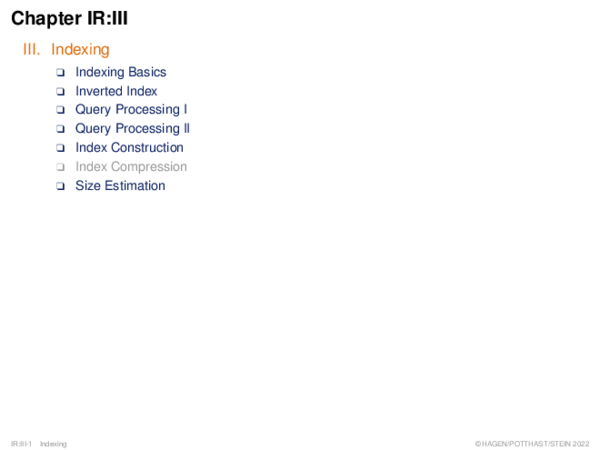 Chapter IR:III
III. Indexing
❑ Indexing Basics
❑ Inverted Index
❑ Query Processing I
❑ Query Processing II
❑ Index Construction
❑ Index Compression
❑ Size Estimation
IR:III-1 Indexing
© HAGEN/POTTHAST/STEIN 2022